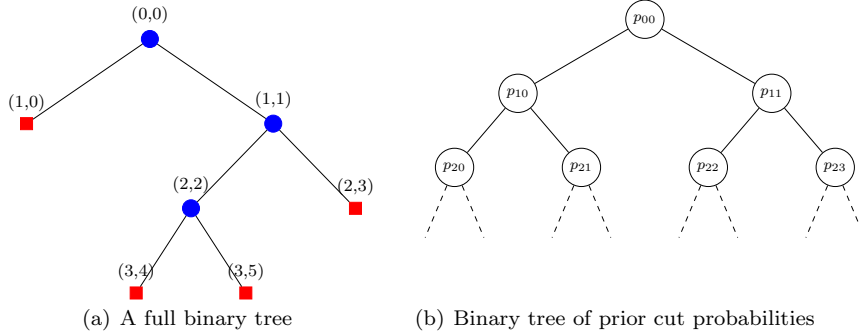 (0,0)
(1,0)
(1,1)
(2,2)
(2,3)
(3,4)
(3,5)
(a) A full binary tree
p00
p10
p11
p20
p21
p22
p23
(b) Binary tree of prior cut probabilities